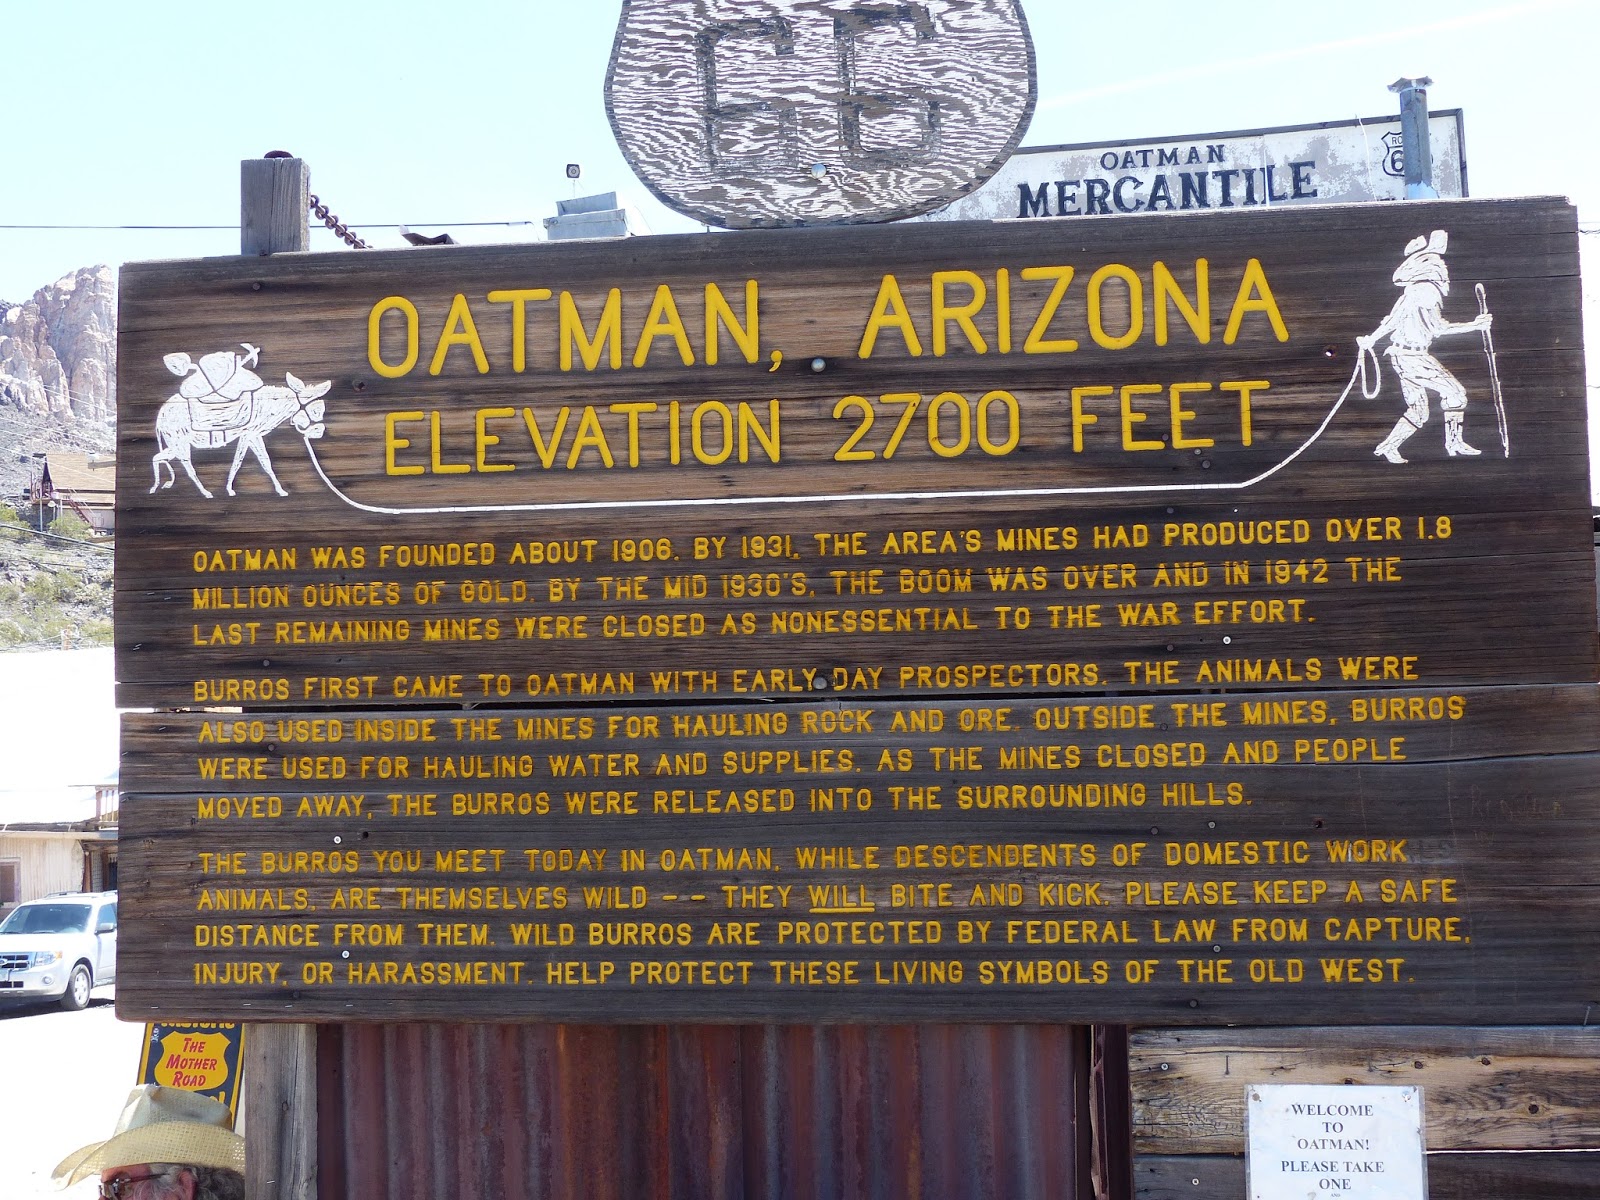 66
OATMAN
MERCANTILE
OATMAN, ARIZONA
ELEVATION 2700 FEET
OATMAN WAS FOUNDED ABOUT 1906. BY 1931, THE AREA'S MINES HAD PRODUCED OVER 1.8
MILLION OUNCES OF GOLD. BY THE MID 1930'S, THE BOOM WAS OVER AND IN 1942 THE
LAST REMAINING MINES WERE CLOSED AS NONESSENTIAL TO THE WAR EFFORT.
BURROS FIRST CAME TO OATMAN WITH EARLY DAY PROSPECTORS. THE ANIMALS WERE
ALSO USED INSIDE THE MINES FOR HAULING ROCK AND ORE. OUTSIDE THE MINES, BURROS
WERE USED FOR HAULING WATER AND SUPPLIES. AS THE MINES CLOSED AND PEOPLE
MOVED AWAY, THE BURROS WERE RELEASED INTO THE SURROUNDING HILLS.
THE BURROS YOU MEET TODAY IN OATMAN, WHILE DESCENDENTS OF DOMESTIC WORK
ANIMALS, ARE THEMSELVES WILD -- THEY WILL BITE AND KICK. PLEASE KEEP A SAFE
DISTANCE FROM THEM. WILD BURROS ARE PROTECTED BY FEDERAL LAW FROM CAPTURE,
INJURY, OR HARASSMENT. HELP PROTECT THESE LIVING SYMBOLS OF THE OLD WEST.
THE
MOTHER
ROAD
WELCOME
TO
OATMAN!
PLEASE TAKE
ONE